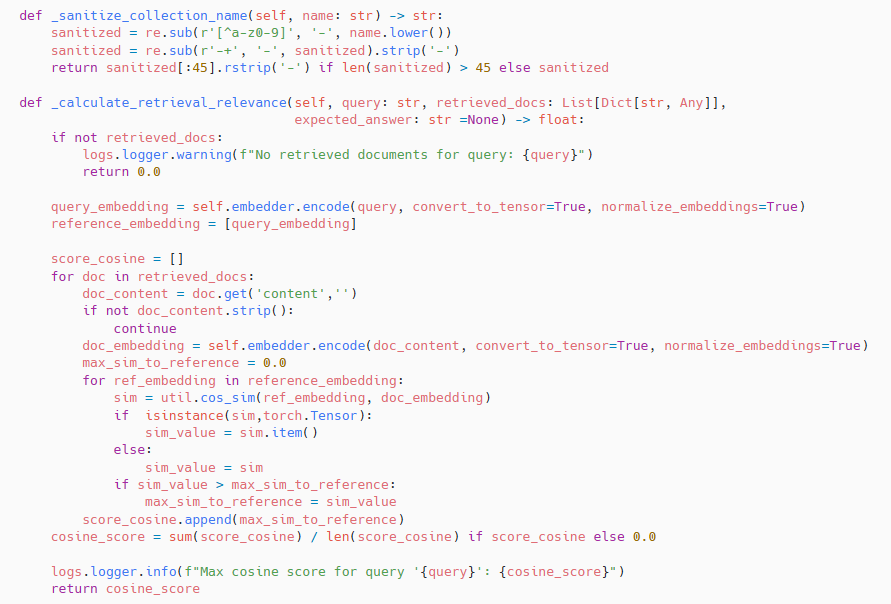 def _sanitize_collection_name(self, name: str) -> str:
    sanitized = re.sub(r'[^a-z0-9]', '-', name.lower())
    sanitized = re.sub(r'-+', '-', sanitized).strip('-')
    return sanitized[:45].rstrip('-') if len(sanitized) > 45 else sanitized

def _calculate_retrieval_relevance(self, query: str, retrieved_docs: List[Dict[str, Any]],
                                   expected_answer: str =None) -> float:
    if not retrieved_docs:
        logs.logger.warning(f"No retrieved documents for query: {query}")
        return 0.0

    query_embedding = self.embedder.encode(query, convert_to_tensor=True, normalize_embeddings=True)
    reference_embedding = [query_embedding]

    score_cosine = []
    for doc in retrieved_docs:
        doc_content = doc.get('content','')
        if not doc_content.strip():
            continue
        doc_embedding = self.embedder.encode(doc_content, convert_to_tensor=True, normalize_embeddings=True)
        max_sim_to_reference = 0.0
        for ref_embedding in reference_embedding:
            sim = util.cos_sim(ref_embedding, doc_embedding)
            if  isinstance(sim,torch.Tensor):
                sim_value = sim.item()
            else:
                sim_value = sim
            if sim_value > max_sim_to_reference:
                max_sim_to_reference = sim_value
        score_cosine.append(max_sim_to_reference)
    cosine_score = sum(score_cosine) / len(score_cosine) if score_cosine else 0.0

    logs.logger.info(f"Max cosine score for query '{query}': {cosine_score}")
    return cosine_score